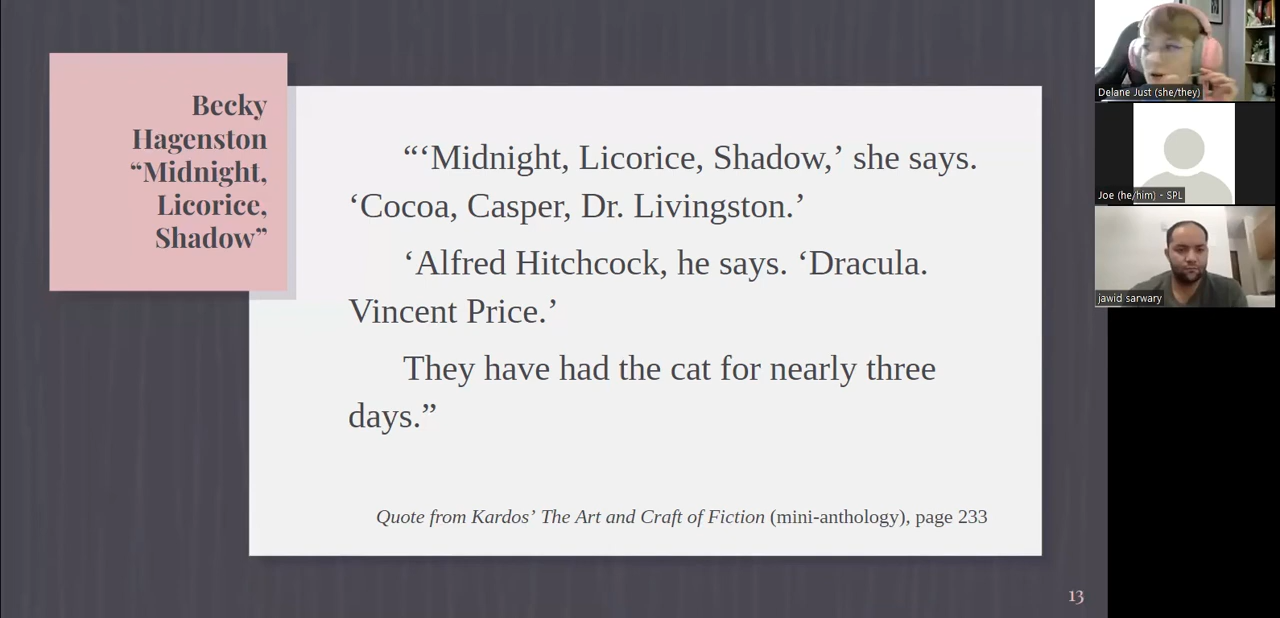 Becky
Hagenston
“Midnight,
Licorice,
Shadow”
“‘Midnight, Licorice, Shadow,’ she says.
‘Cocoa, Casper, Dr. Livingston.’
‘Alfred Hitchcock, he says. ‘Dracula.
Vincent Price.’
They have had the cat for nearly three
days.”
Quote from Kardos’ The Art and Craft of Fiction (mini-anthology), page 233
13
Delane Just (she/they)
Joe (he/him) - SPL
jawid sarwary